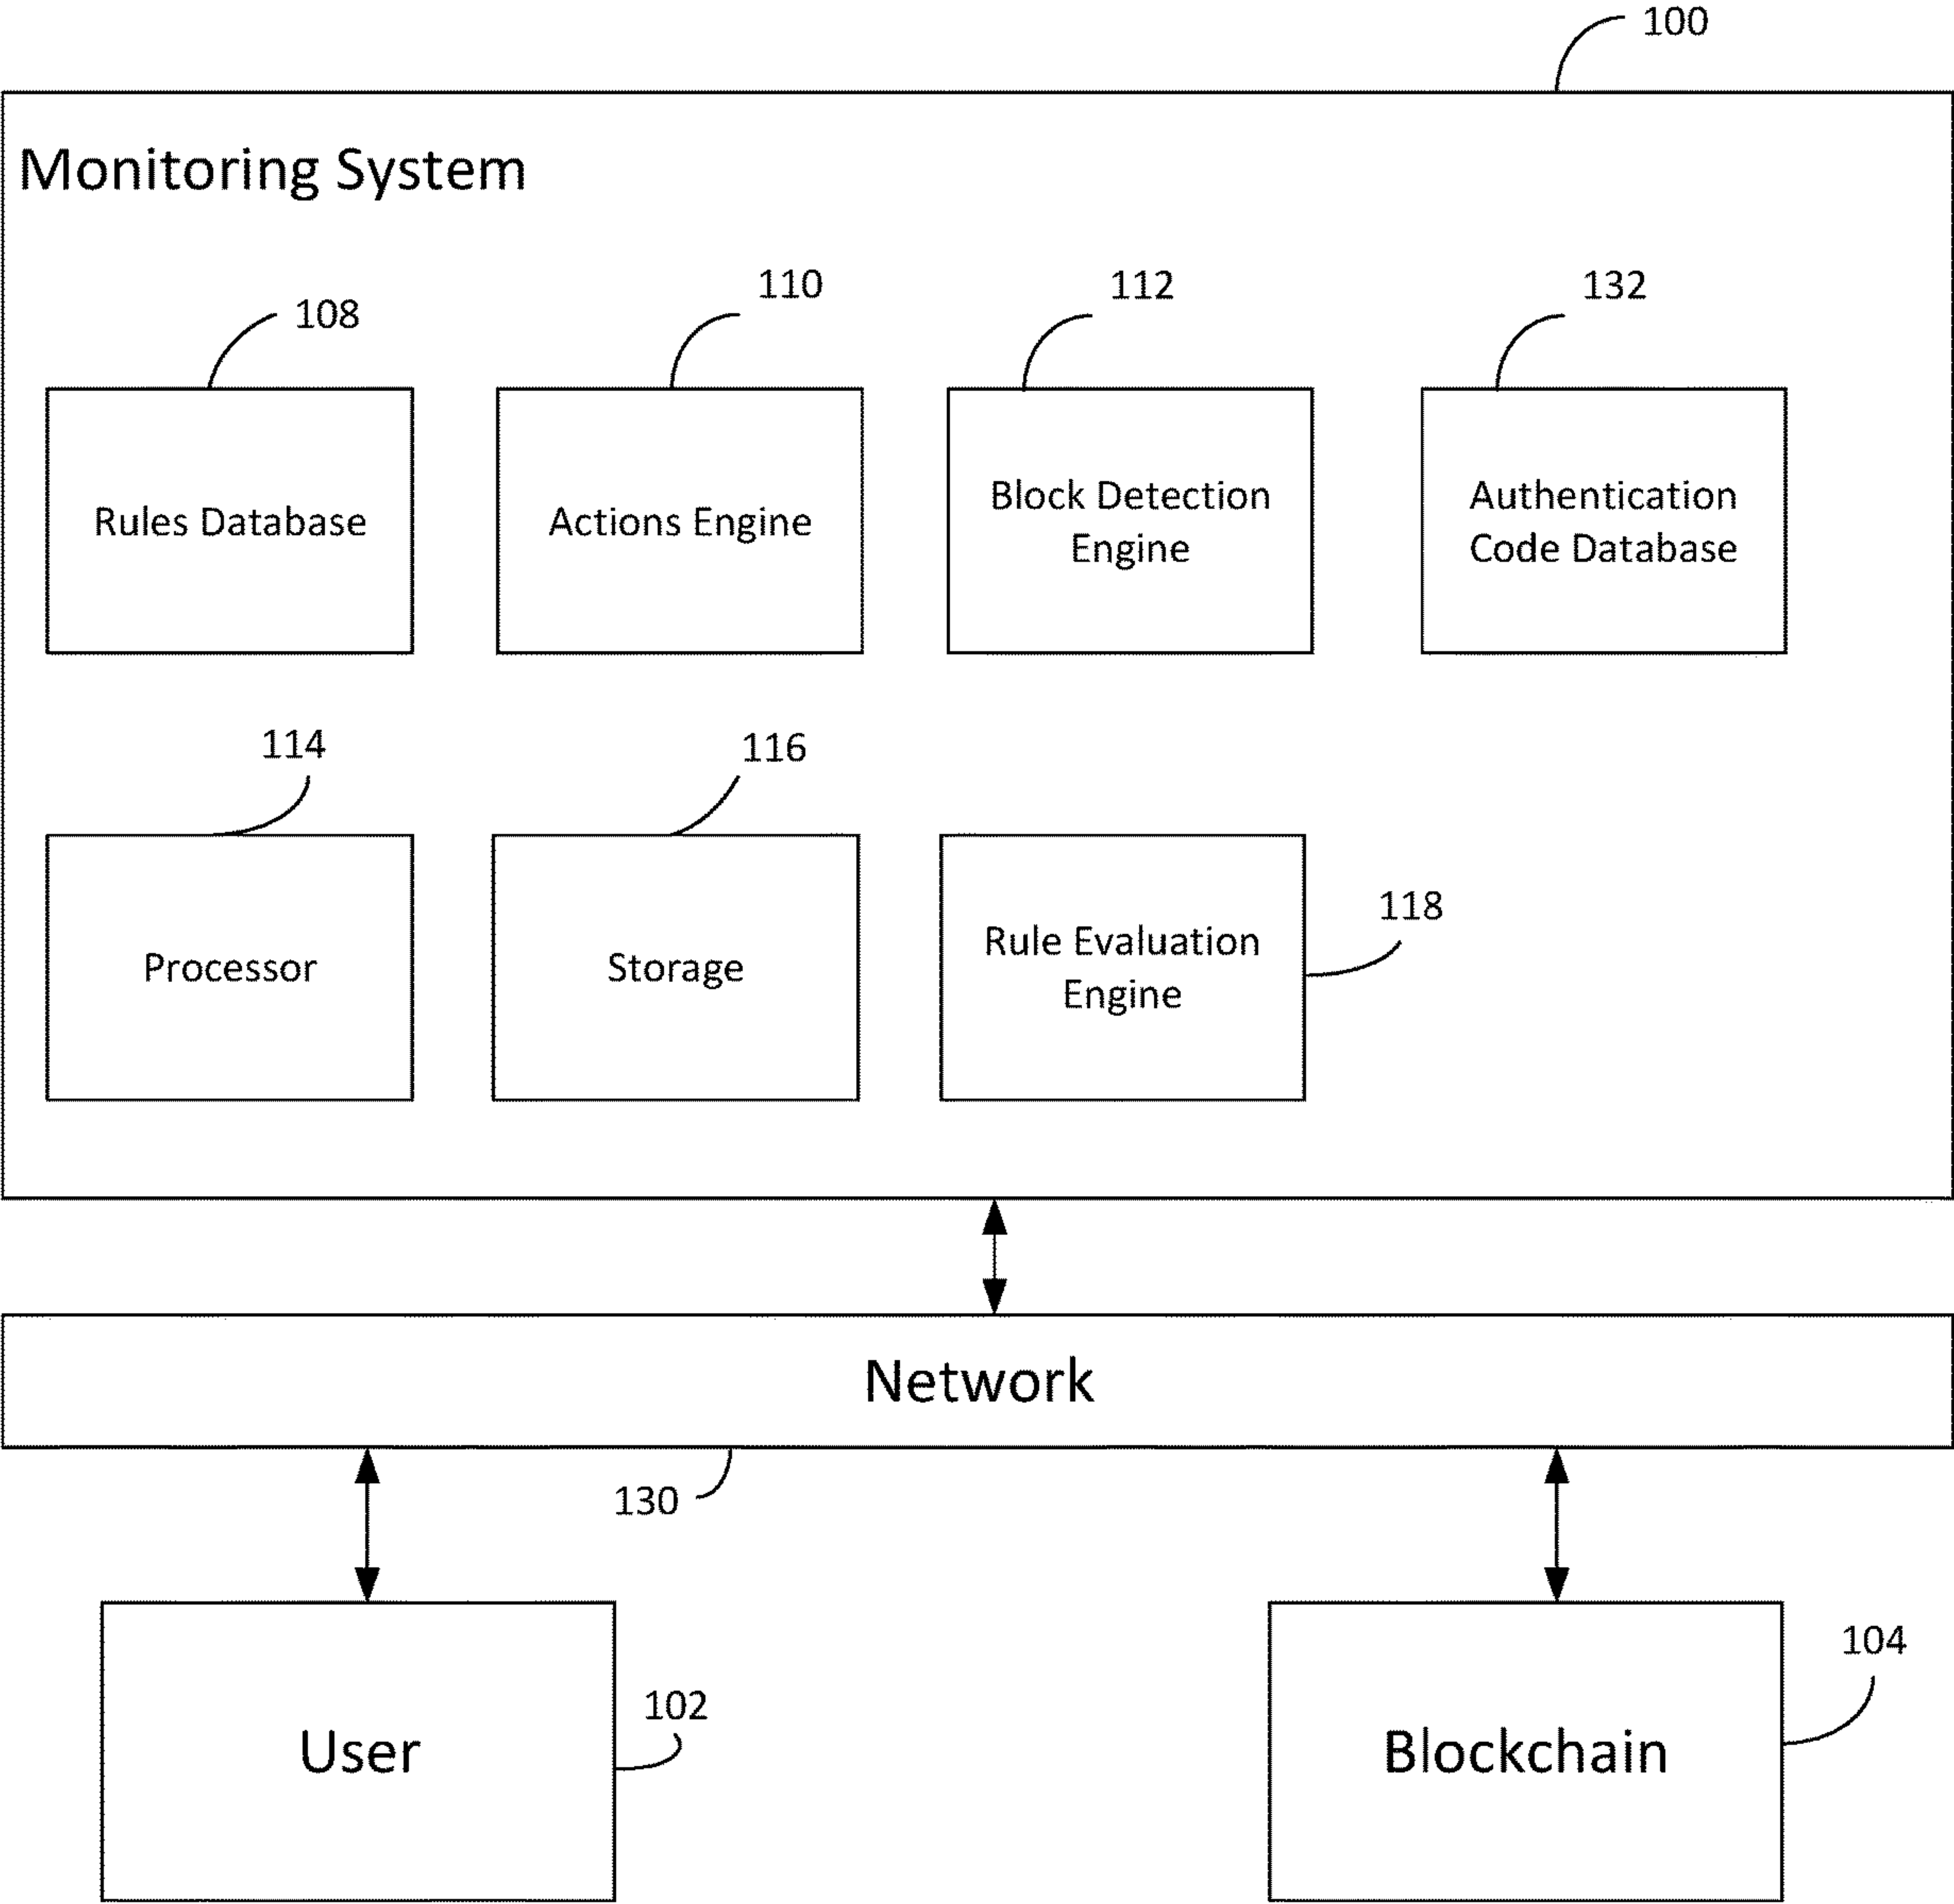 100
Monitoring System
108
110
112
132
Rules Database
Actions Engine
Block Detection
Engine
Authentication
Code Database
114
116
118
Processor
Storage
Rule Evaluation
Engine
Network
130
User
102
Blockchain
104